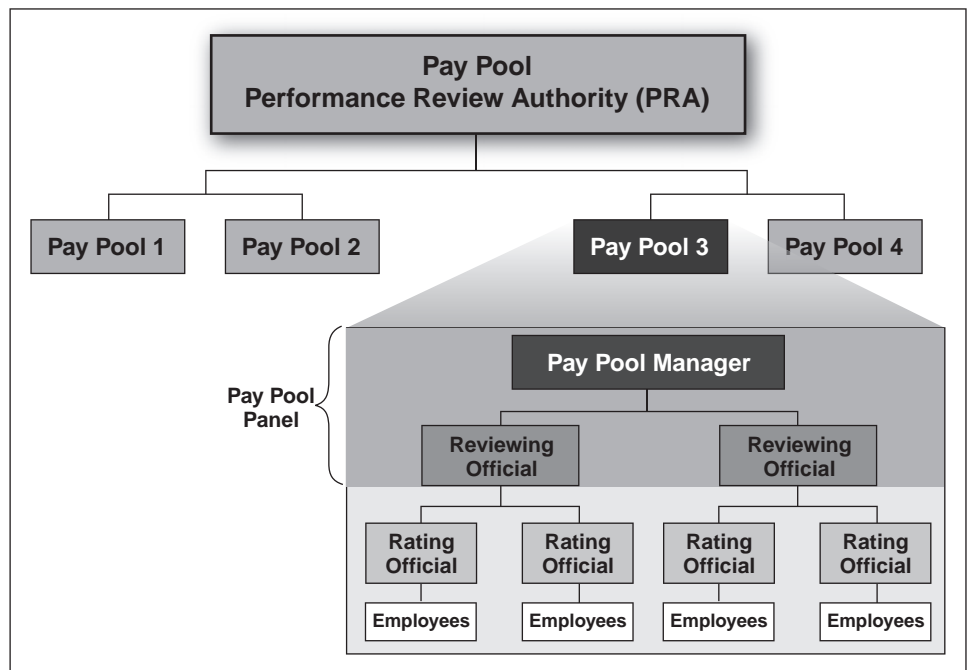 Pay Pool
Performance Review Authority (PRA)
Pay Pool 1
Pay Pool 2
Pay Pool 3
Pay Pool 4
Pay Pool Manager
Pay Pool
Panel
Reviewing
Official
Reviewing
Official
Rating
Official
Rating
Official
Rating
Official
Rating
Official
Employees
Employees
Employees
Employees